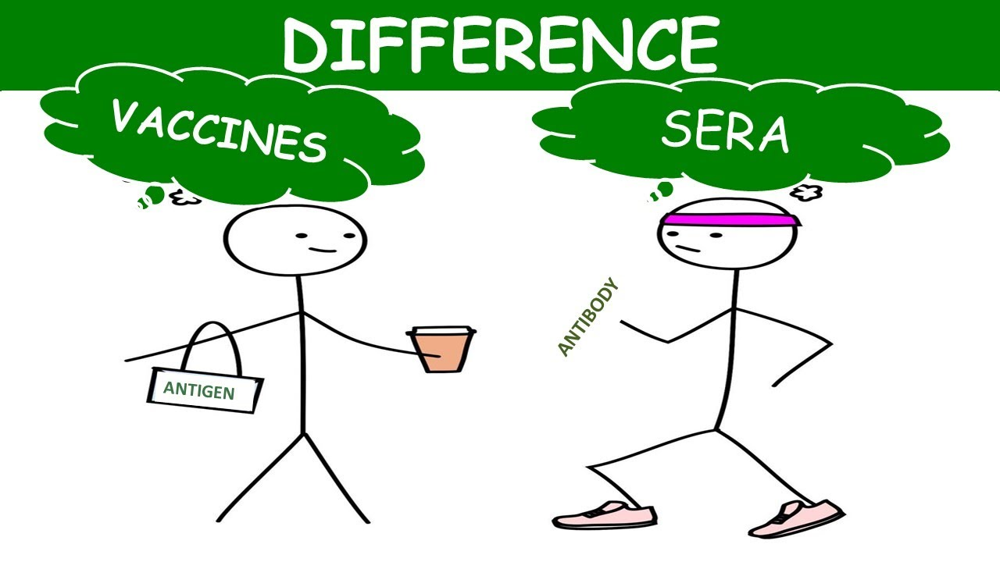 DIFFERENCE
VACCINES
SERA
ANTIBODY
ANTIGEN